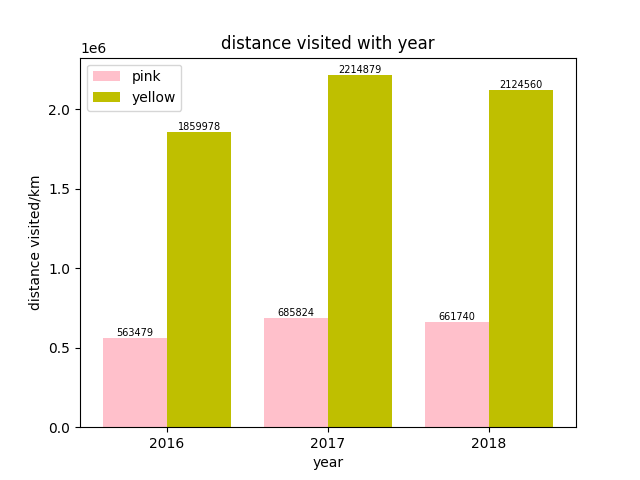 distance visited with year
1e6
pink
yellow
2214879
2124560
1859978
685824
661740
563479
2.0
1.5
1.0
0.5
0.0
distance visited/km
2016
2017
2018
year